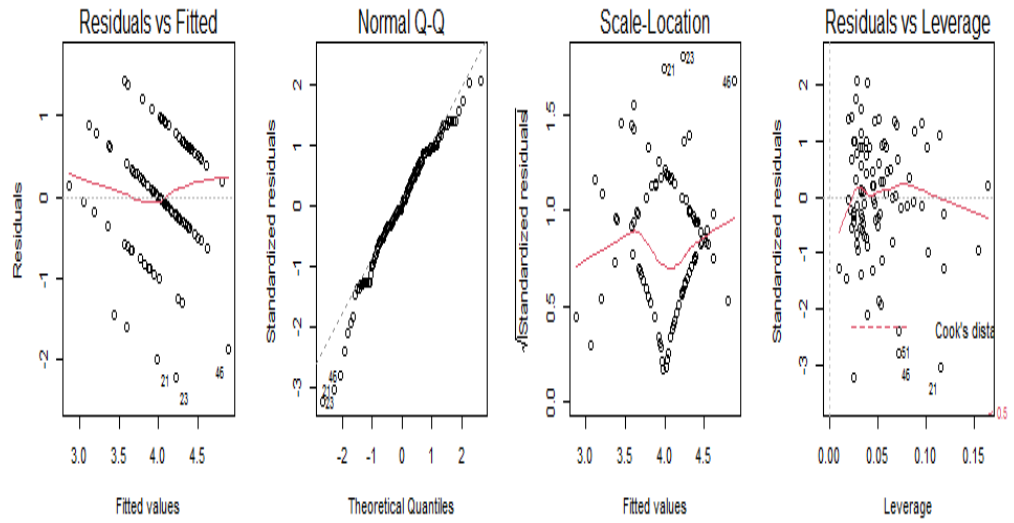 Residuals vs Fitted
Residuals
1
0
-1
-2
21
23
46
3.0 3.5 4.0 4.5
Fitted values
Normal Q-Q
Standardized residuals
2
1
0
-1
-2
-3
46
21
23
-2 -1 0 1 2
Theoretical Quantiles
Scale-Location
√|Standardized residuals|
1.5
1.0
0.5
0.0
21
23
46
3.0 3.5 4.0 4.5
Fitted values
Residuals vs Leverage
Standardized residuals
2
1
0
-1
-3
Cook's dista
51
46
21
0.5
0.00 0.05 0.10 0.15
Leverage